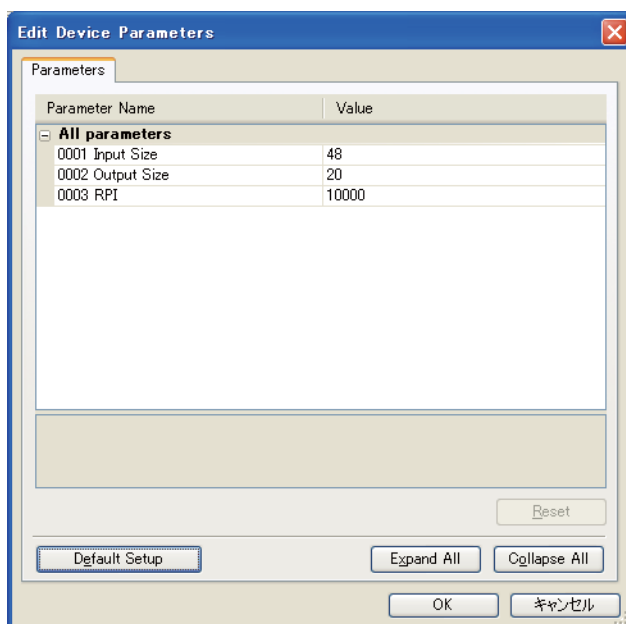 Edit Device Parameters
Parameters
Parameter Name Value
All parameters
0001 Input Size 48
0002 Output Size 20
0003 RPI 10000
Reset
Default Setup Expand All Collapse All
OK キャンセル